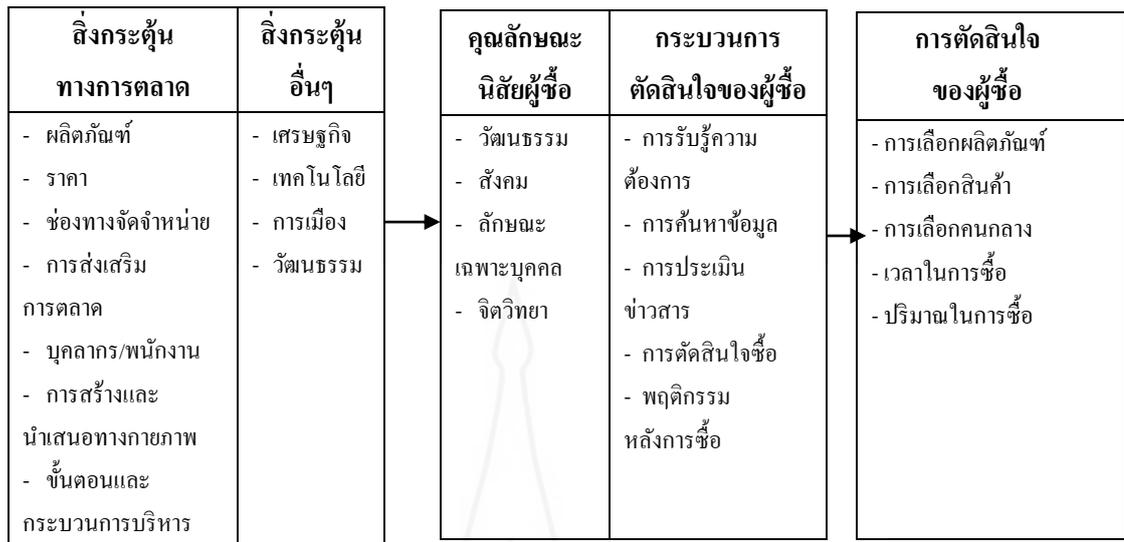 สิ่งกระตุ้น
ทางการตลาด
- ผลิตภัณฑ์
- ราคา
- ช่องทางจัดจำหน่าย
- การส่งเสริม
การตลาด
- บุคลากร/พนักงาน
- การสร้างและ
นำเสนอทางกายภาพ
- ขั้นตอนและ
กระบวนการบริหาร
สิ่งกระตุ้น
อื่นๆ
- เศรษฐกิจ
- เทคโนโลยี
- การเมือง
- วัฒนธรรม
คุณลักษณะ
นิสัยผู้ซื้อ
- วัฒนธรรม
- สังคม
- ลักษณะ
เฉพาะบุคคล
- จิตวิทยา
กระบวนการ
ตัดสินใจของผู้ซื้อ
- การรับรู้ความ
ต้องการ
- การค้นหาข้อมูล
- การประเมิน
ข่าวสาร
- การตัดสินใจซื้อ
- พฤติกรรม
หลังการซื้อ
การตัดสินใจ
ของผู้ซื้อ
- การเลือกผลิตภัณฑ์
- การเลือกสินค้า
- การเลือกคนกลาง
- เวลาในการซื้อ
- ปริมาณในการซื้อ